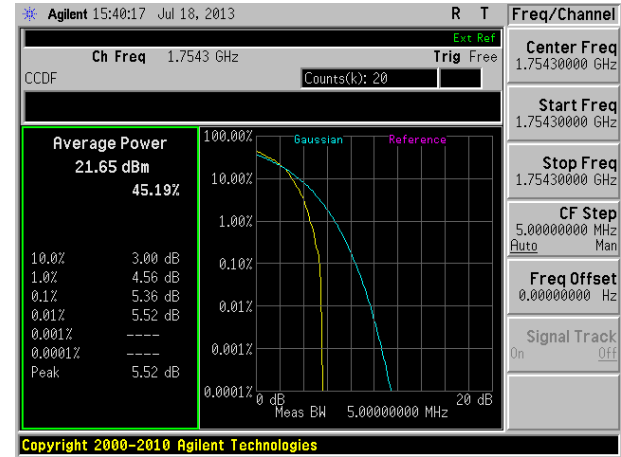 Agilent 15:40:17 Jul 18, 2013 R T
Ext Ref
Ch Freq 1.7543 GHz Trig Free
CCDF Counts(k): 20
Average Power
21.65 dBm
45.19%
10.0% 3.00 dB
1.0% 4.56 dB
0.1% 5.36 dB
0.01% 5.52 dB
0.001% ----
0.0001% ----
Peak 5.52 dB
Gaussian Reference
100.00%
10.00%
1.00%
0.10%
0.01%
0.001%
0.0001%
0 dB 20 dB
Meas BW 5.00000000 MHz
Freq/Channel
Center Freq
1.75430000 GHz
Start Freq
1.75430000 GHz
Stop Freq
1.75430000 GHz
CF Step
5.00000000 MHz
Auto Man
Freq Offset
0.00000000 Hz
Signal Track
On Off
Copyright 2000-2010 Agilent Technologies